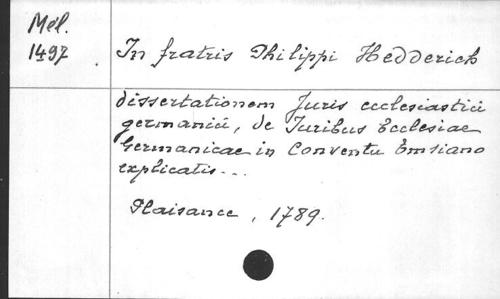 Mél.
1497
In fratris Philippi Hedderich
dissertationem Juris ecclesiastici
germanici, de Juribus Ecclesiae
Germanicae in Conventu Emsiano
explicatis...
Plaisance, 1789.